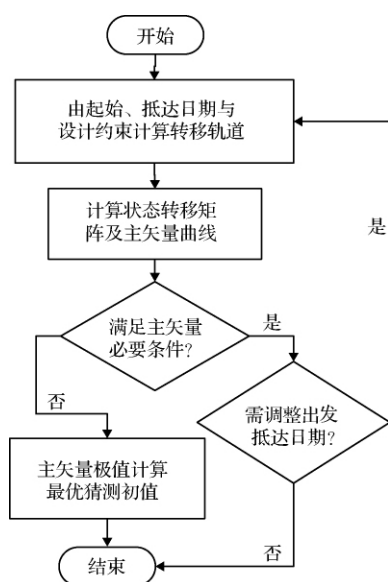 开始
由起始、抵达日期与
设计约束计算转移轨道
计算状态转移矩
阵及主矢量曲线
是
满足主矢量
必要条件?
是
否
需调整出发
抵达日期?
主矢量极值计算
最优猜测初值
否
结束